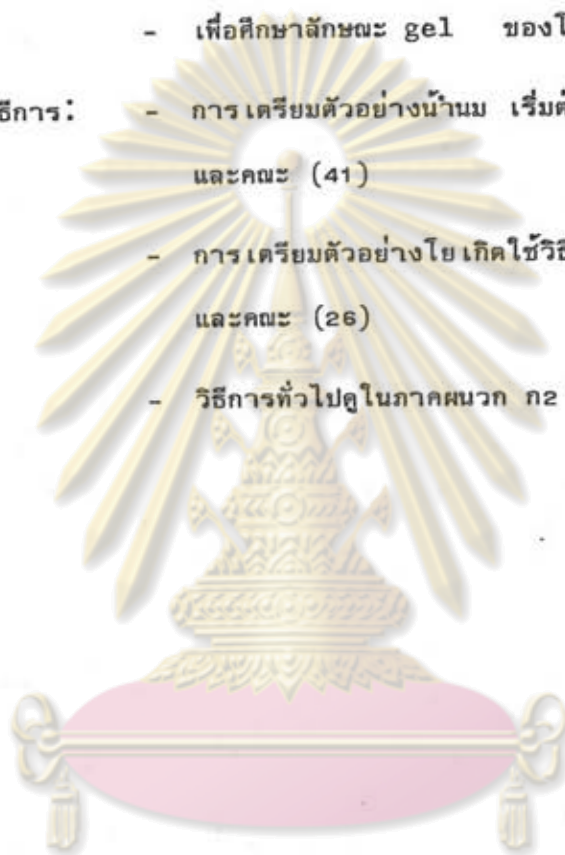 - เพื่อศึกษาลักษณะ gel ของโ
ธีการ: - การเตรียมตัวอย่างน้ำนม เริ่มต้
และคณะ (41)
- การเตรียมตัวอย่างโยเกิตใช้วิธี
และคณะ (26)
- วิธีการทั่วไปดูในภาคผนวก ก2